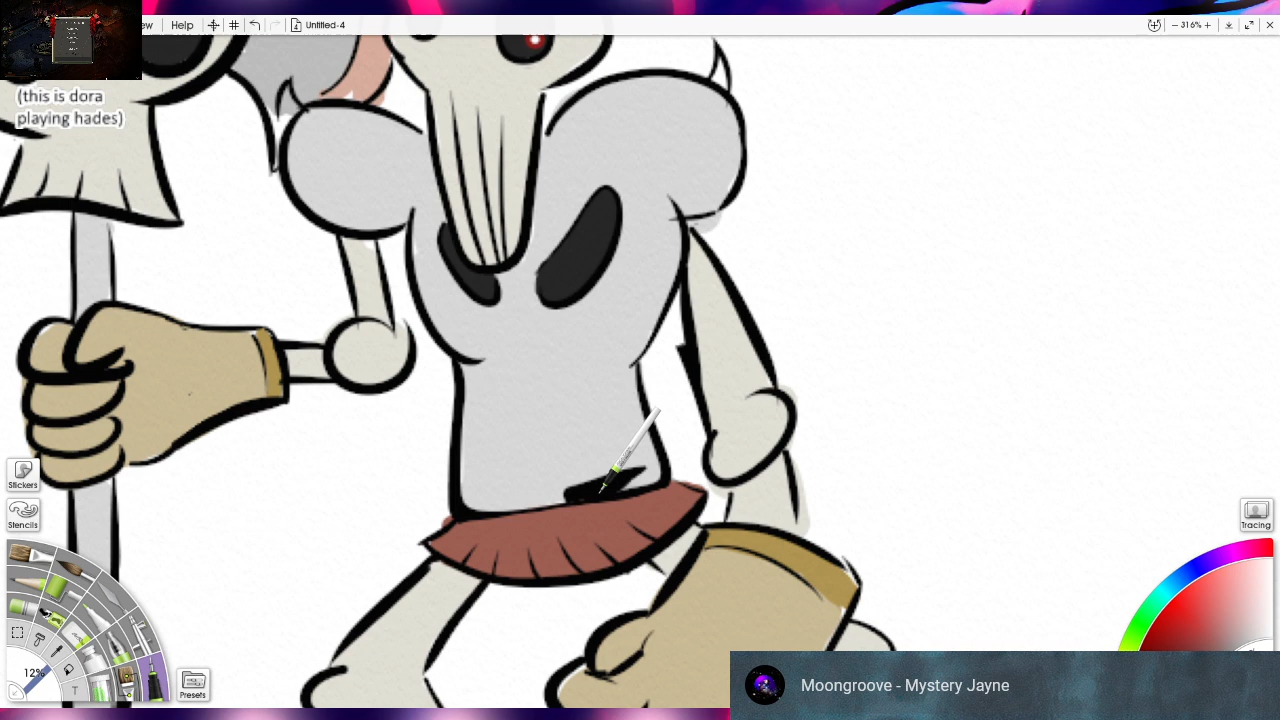 ew
Help
Untitled-4
316%
(this is dora
playing hades)
Stickers
Stencils
Tracing
12%
T
Presets
Moongroove - Mystery Jayne